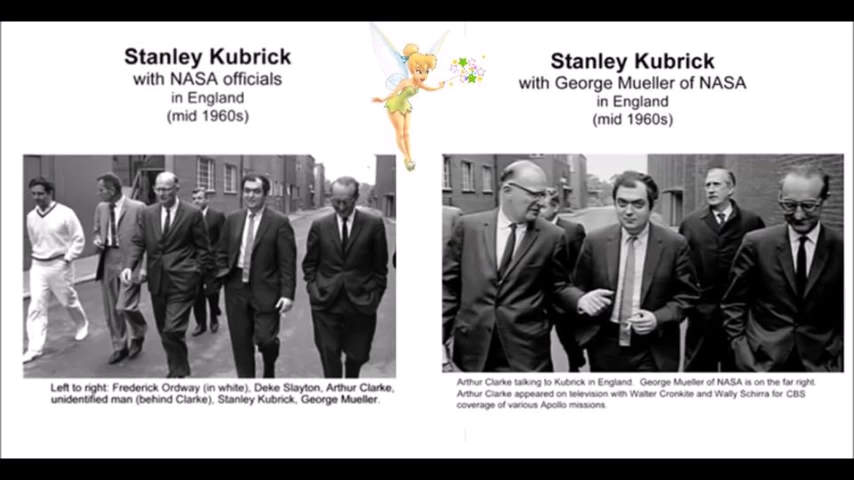 Stanley Kubrick
with NASA officials
in England
(mid 1960s)
Left to right: Frederick Ordway (in white), Deke Slayton, Arthur Clarke,
unidentified man (behind Clarke), Stanley Kubrick, George Mueller.
Stanley Kubrick
with George Mueller of NASA
in England
(mid 1960s)
Arthur Clarke talking to Kubrick in England. George Mueller of NASA is on the far right.
Arthur Clarke appeared on television with Walter Cronkite and Wally Schirra for CBS
coverage of various Apollo missions.